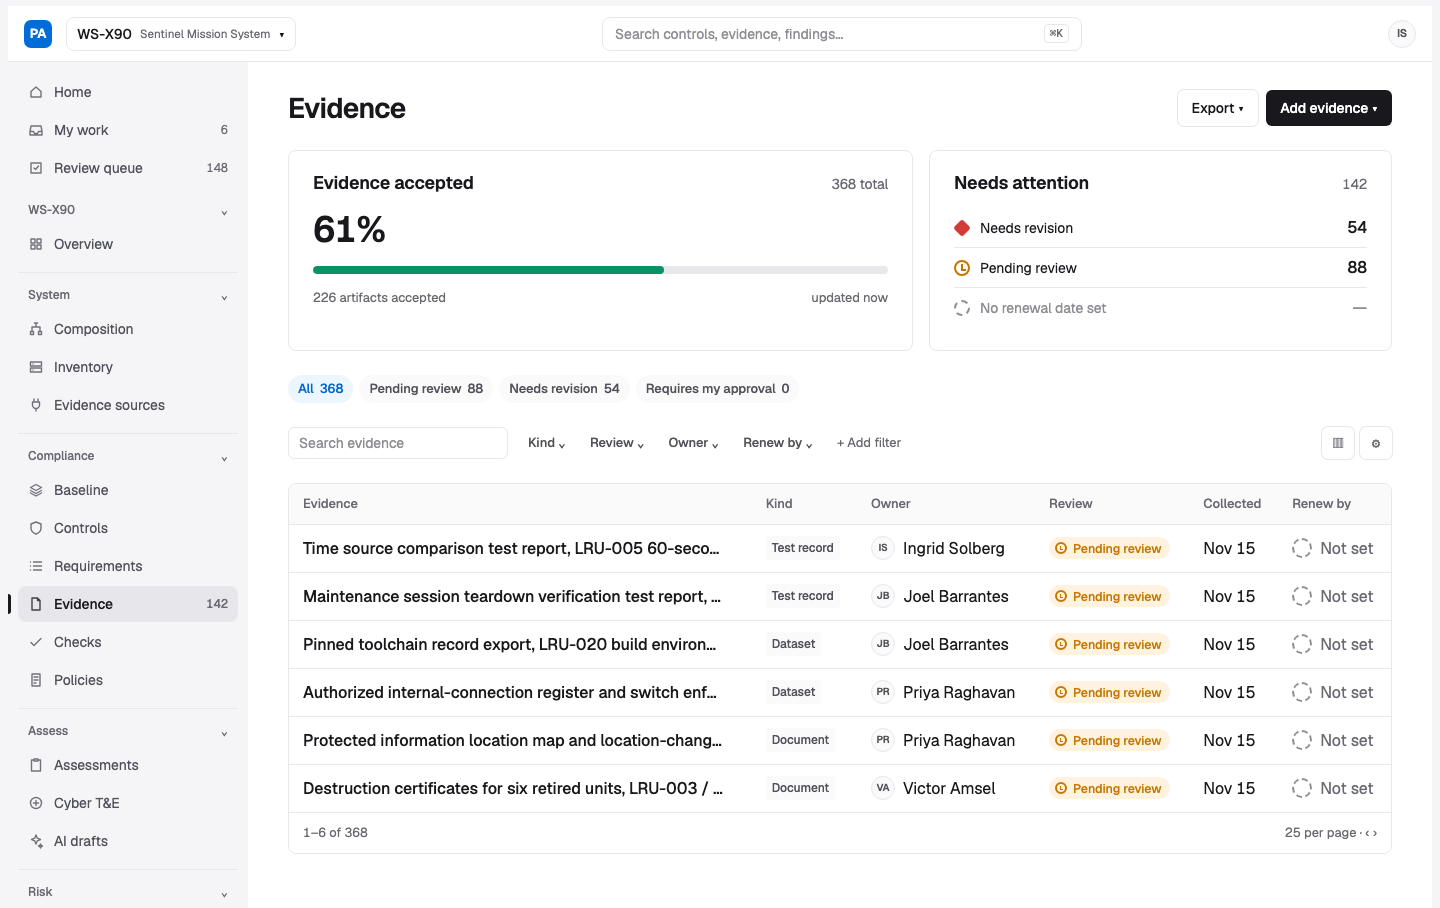 PA WS-X90 Sentinel Mission System ▾ Search controls, evidence, findings... ⌘K IS
Home
My work 6
Review queue 148
WS-X90
Overview
System
Composition
Inventory
Evidence sources
Compliance
Baseline
Controls
Requirements
Evidence 142
Checks
Policies
Assess
Assessments
Cyber T&E
AI drafts
Risk
Evidence
Export ▾ Add evidence ▾
Evidence accepted 368 total
61%
226 artifacts accepted updated now
Needs attention 142
Needs revision 54
Pending review 88
No renewal date set —
All 368 Pending review 88 Needs revision 54 Requires my approval 0
Search evidence Kind Review Owner Renew by + Add filter
Evidence Kind Owner Review Collected Renew by
Time source comparison test report, LRU-005 60-seco... Test record IS Ingrid Solberg Pending review Nov 15 Not set
Maintenance session teardown verification test report, ... Test record JB Joel Barrantes Pending review Nov 15 Not set
Pinned toolchain record export, LRU-020 build environ... Dataset JB Joel Barrantes Pending review Nov 15 Not set
Authorized internal-connection register and switch enf... Dataset PR Priya Raghavan Pending review Nov 15 Not set
Protected information location map and location-chang... Document PR Priya Raghavan Pending review Nov 15 Not set
Destruction certificates for six retired units, LRU-003 / ... Document VA Victor Amsel Pending review Nov 15 Not set
1–6 of 368 25 per page · ‹ ›